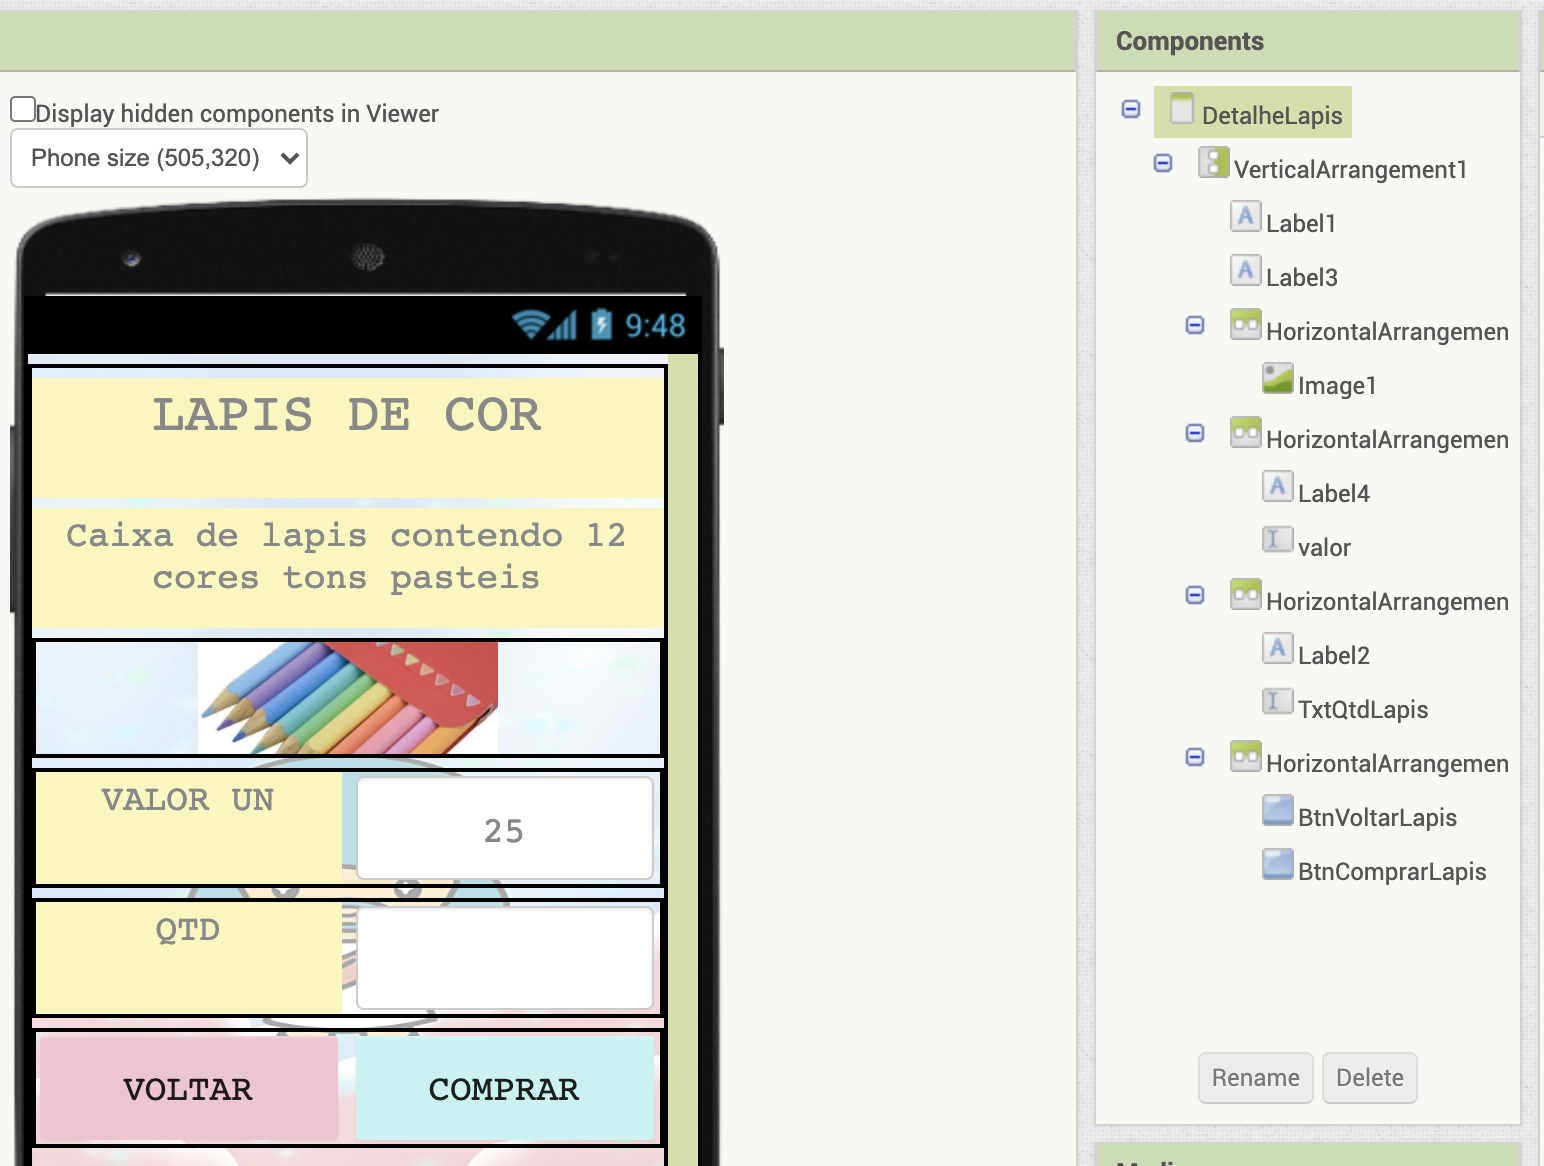 Display hidden components in Viewer
Phone size (505,320)
9:48
LAPIS DE COR
Caixa de lapis contendo 12
cores tons pasteis
VALOR UN
25
QTD
VOLTAR
COMPRAR
Components
DetalheLapis
VerticalArrangement1
Label1
Label3
HorizontalArrangemen
Image1
HorizontalArrangemen
Label4
valor
HorizontalArrangemen
Label2
TxtQtdLapis
HorizontalArrangemen
BtnVoltarLapis
BtnComprarLapis
Rename
Delete